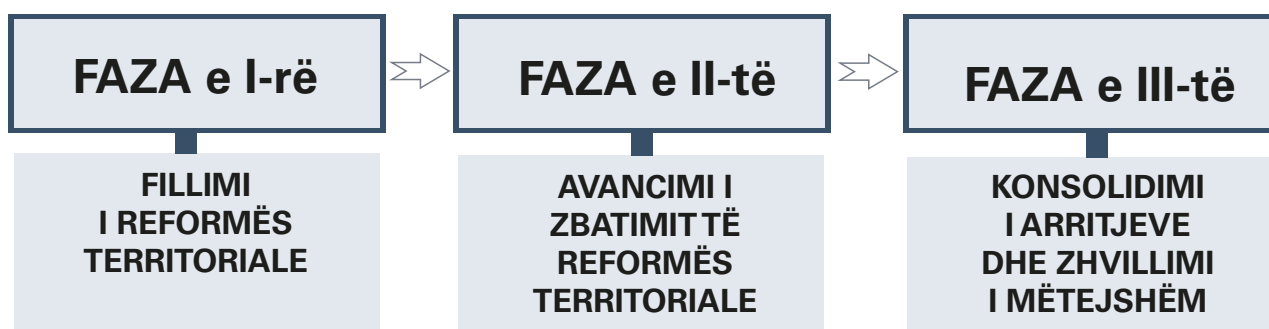 FAZA e I-rë
FILLIMI
I REFORMËS
TERRITORIALE
FAZA e II-të
AVANCIMI I
ZBATIMIT TË
REFORMËS
TERRITORIALE
FAZA e III-të
KONSOLIDIMI
I ARRITJEVE
DHE ZHVILLIMI
I MËTEJSHËM